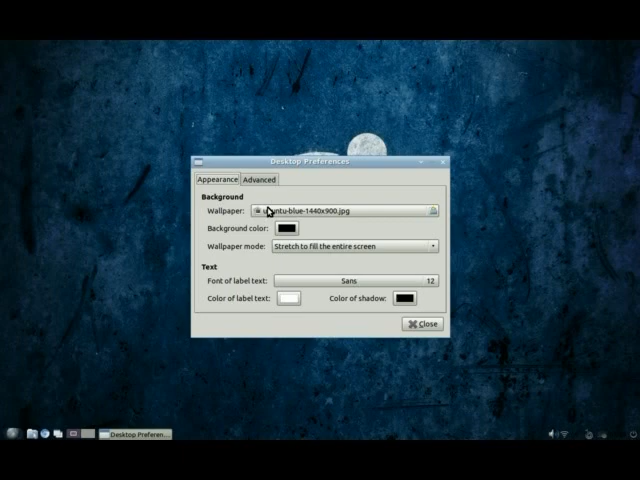 Desktop Preferences
Appearance Advanced
Background
Wallpaper: ubuntu-blue-1440x900.jpg
Background color:
Wallpaper mode: Stretch to fill the entire screen
Text
Font of label text: Sans 12
Color of label text: Color of shadow:
Close
Desktop Preferen...